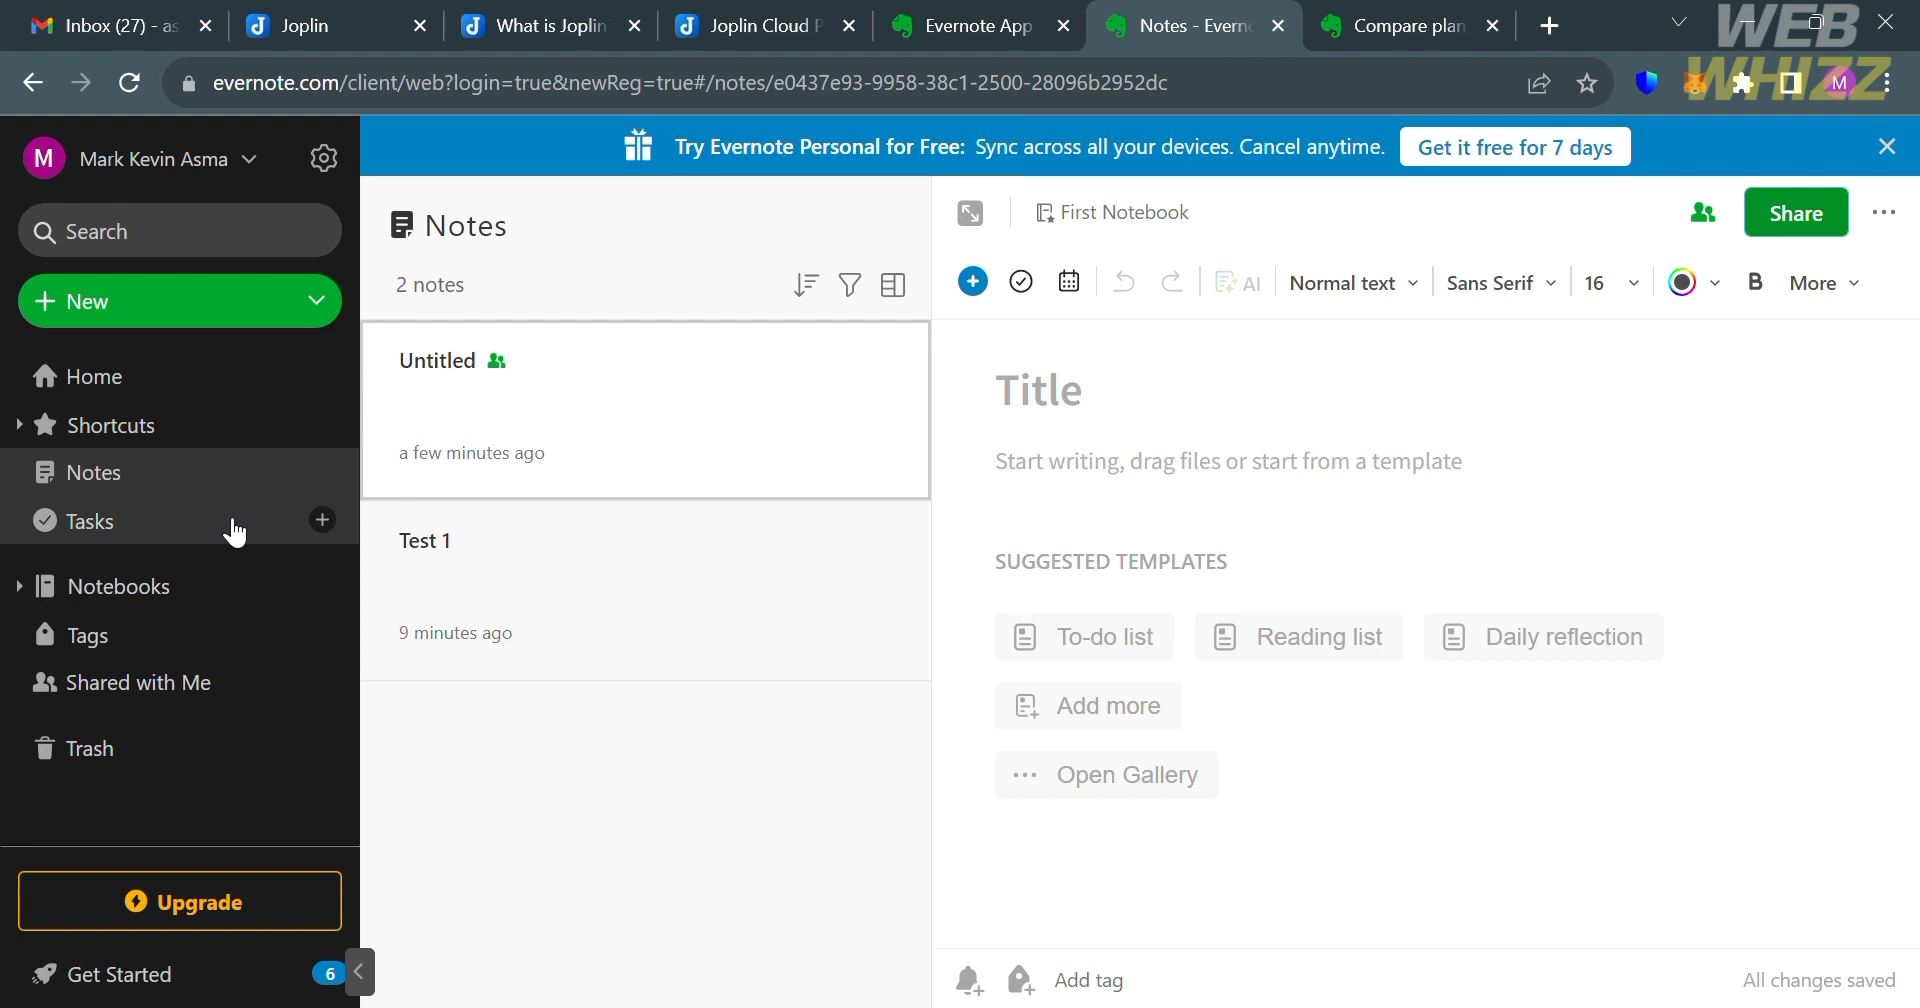 Inbox (27) - as
Joplin
What is Joplin
Joplin Cloud P
Evernote App
Notes - Everno
Compare plan
WEB
WHIZZ
evernote.com/client/web?login=true&newReg=true#/notes/e0437e93-9958-38c1-2500-28096b2952dc
M
M Mark Kevin Asma
Try Evernote Personal for Free: Sync across all your devices. Cancel anytime. Get it free for 7 days
Search
New
Home
Shortcuts
Notes
Tasks
Notebooks
Tags
Shared with Me
Trash
Upgrade
Get Started 6
Notes
2 notes
Untitled
a few minutes ago
Test 1
9 minutes ago
First Notebook
Share
AI Normal text Sans Serif 16 B More
Title
Start writing, drag files or start from a template
SUGGESTED TEMPLATES
To-do list Reading list Daily reflection
Add more
Open Gallery
Add tag
All changes saved